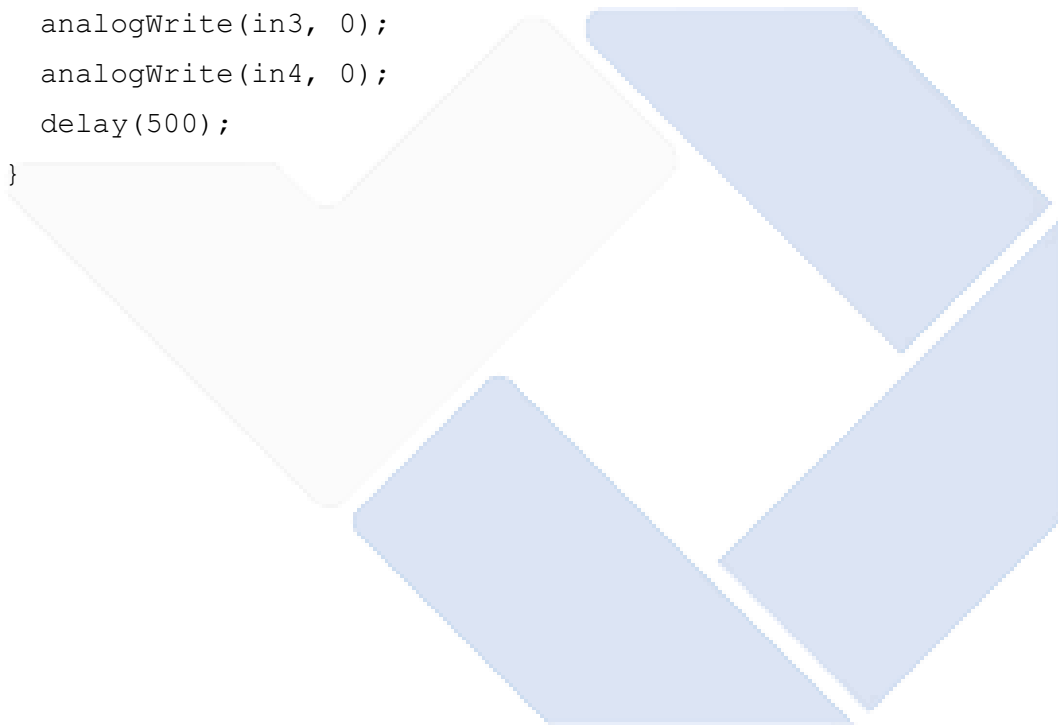 analogWrite(in3, 0);
analogWrite(in4, 0);
delay(500);
}